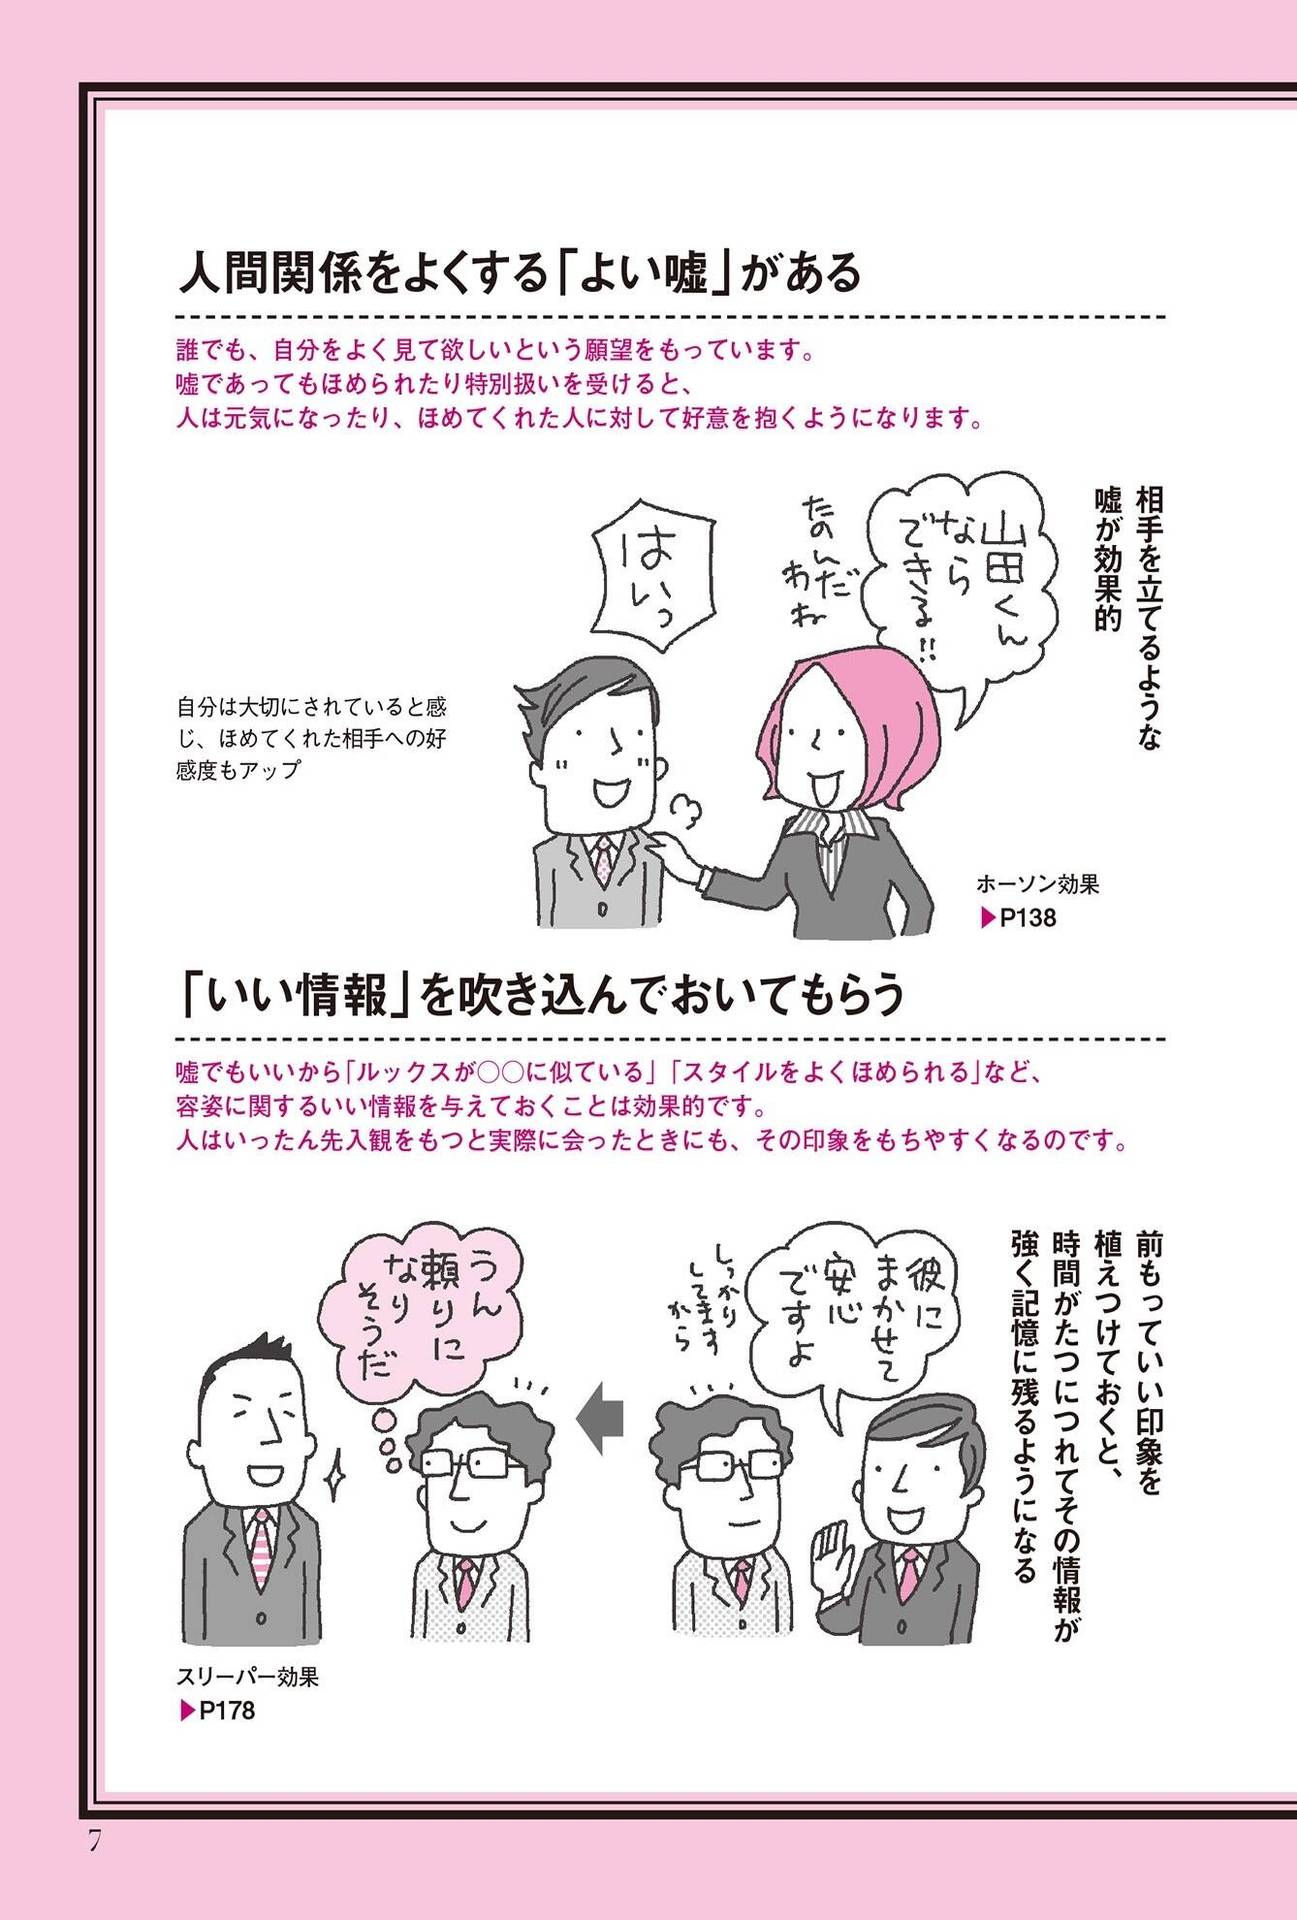 人間関係をよくする「よい嘘」がある
誰でも、自分をよく見て欲しいという願望をもっています。
嘘であってもほめられたり特別扱いを受けると、
人は元気になったり、ほめてくれた人に対して好意を抱くようになります。
相手を立てるような
嘘が効果的
山田くん
なら
できる!!
たのんだ
わね
はいっ
自分は大切にされていると感
じ、ほめてくれた相手への好
感度もアップ
ホーソン効果
▶P138
「いい情報」を吹き込んでおいてもらう
嘘でもいいから「ルックスが○○に似ている」「スタイルをよくほめられる」など、
容姿に関するいい情報を与えておくことは効果的です。
人はいったん先入観をもつと実際に会ったときにも、その印象をもちやすくなるのです。
前もっていい印象を
植えつけておくと、
時間がたつにつれてその情報が
強く記憶に残るようになる
彼に
まかせて
安心
ですよ
しっかり
してます
から
うん
頼りに
なり
そうだ
スリーパー効果
▶P178
7